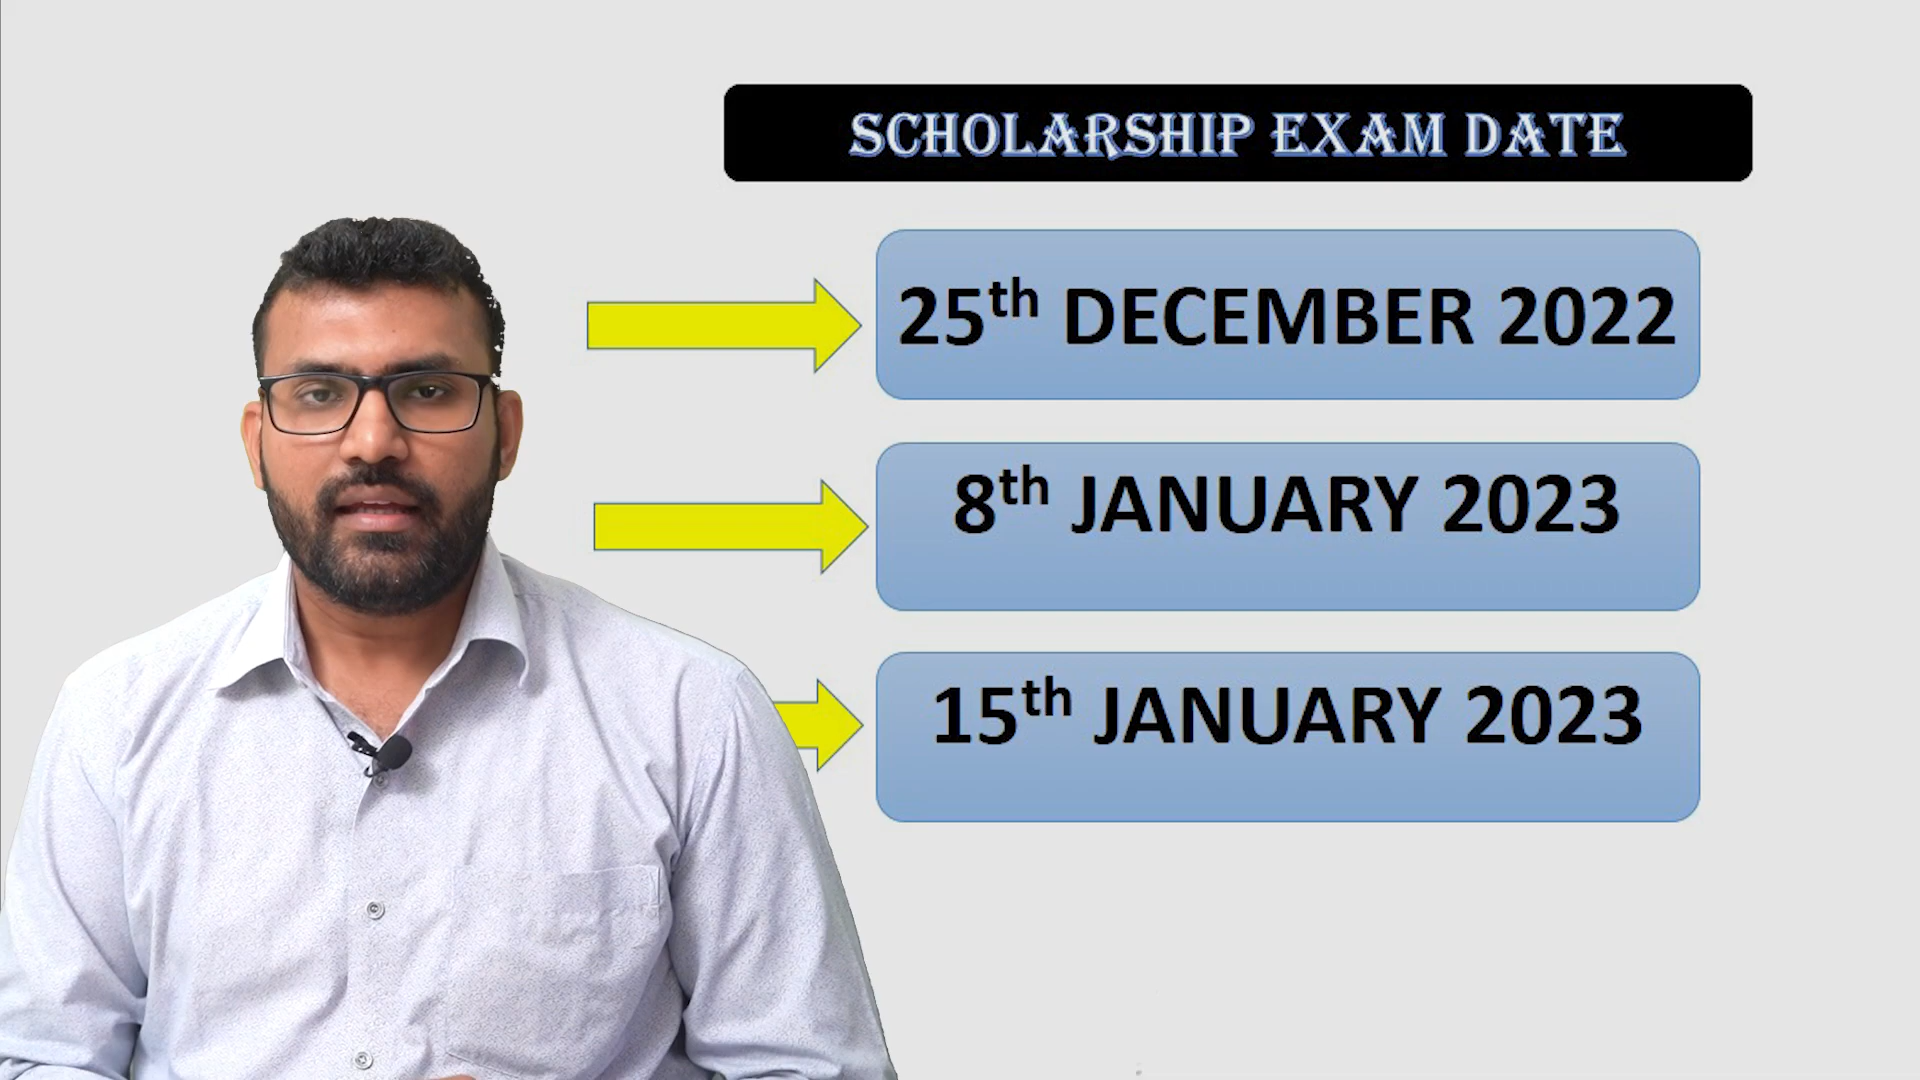 SCHOLARSHIP EXAM DATE
25th DECEMBER 2022
8th JANUARY 2023
15th JANUARY 2023